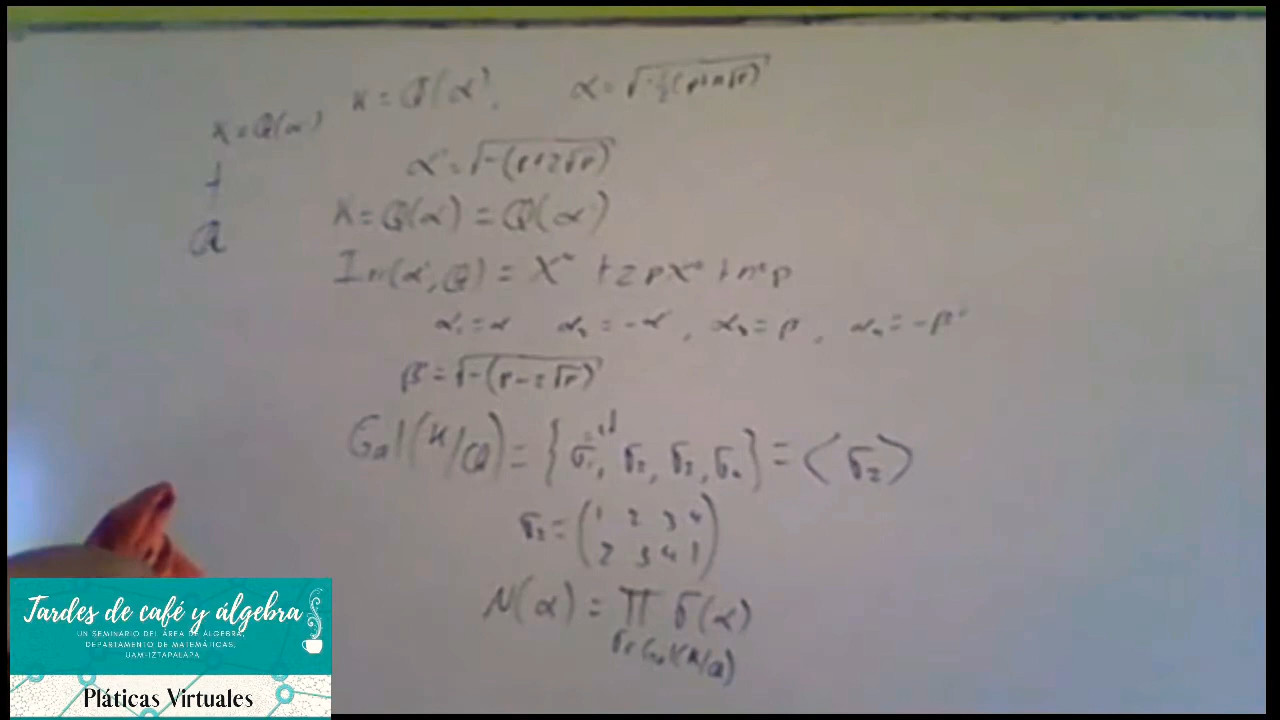 K = Q(α), α =
K = Q(α)
α' = √-(p+2√p)
K = Q(α) = Q(α')
Q
Irr(α', Q) = X⁴ + 2pX² + n²p
α₁ = α α₂ = -α, α₃ = β, α₄ = -β
β = √-(p-2√p)
Gal(K/Q) = { σ₁, σ₂, σ₃, σ₄ } = ⟨σ₂⟩
σ₂ = (1 2 3 4
2 3 4 1)
N(α) = ∏ σ(α)
σ∈Gal(K/Q)
Tardes de café y álgebra
UN SEMINARIO DEL ÁREA DE ÁLGEBRA,
DEPARTAMENTO DE MATEMÁTICAS,
UAM-IZTAPALAPA
Pláticas Virtuales